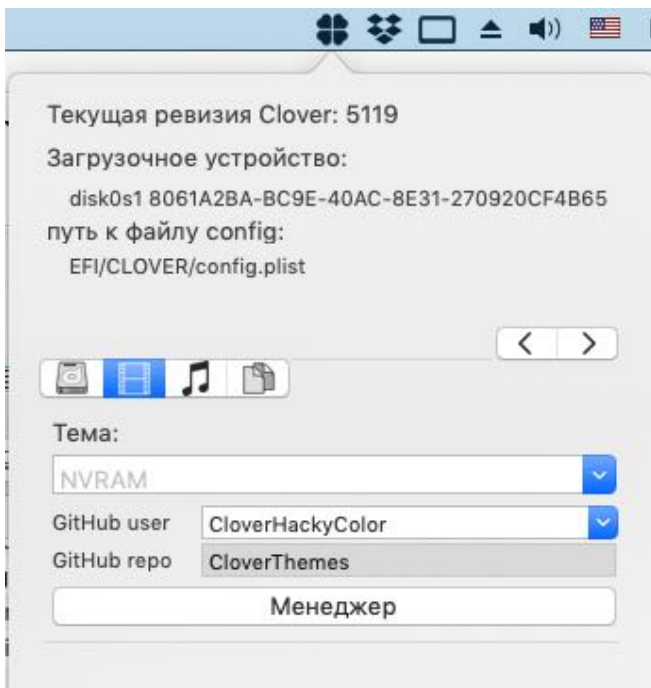 Текущая ревизия Clover: 5119
Загрузочное устройство:
disk0s1 8061A2BA-BC9E-40AC-8E31-270920CF4B65
путь к файлу config:
EFI/CLOVER/config.plist
Тема:
NVRAM
GitHub user CloverHackyColor
GitHub repo CloverThemes
Менеджер